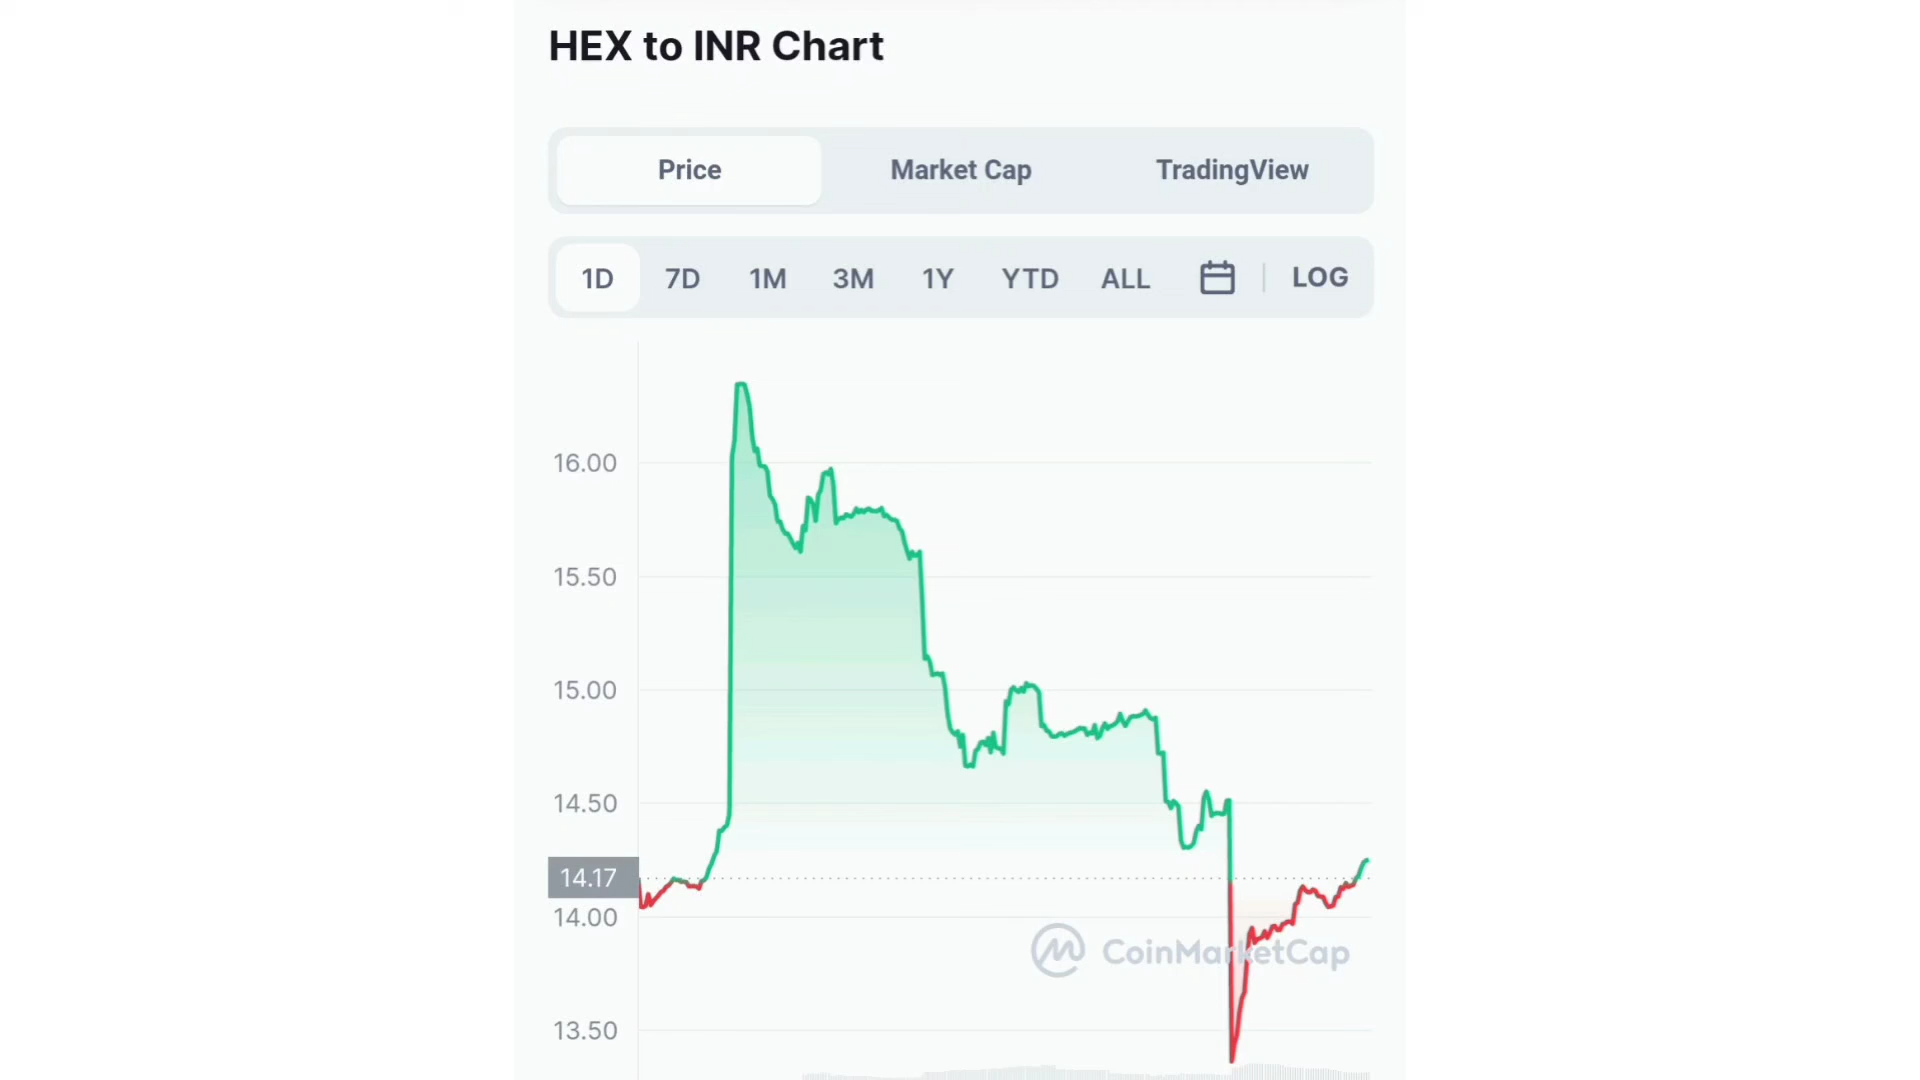 HEX to INR Chart
Price Market Cap TradingView
1D 7D 1M 3M 1Y YTD ALL LOG
16.00
15.50
15.00
14.50
14.17
14.00
CoinMarketCap
13.50